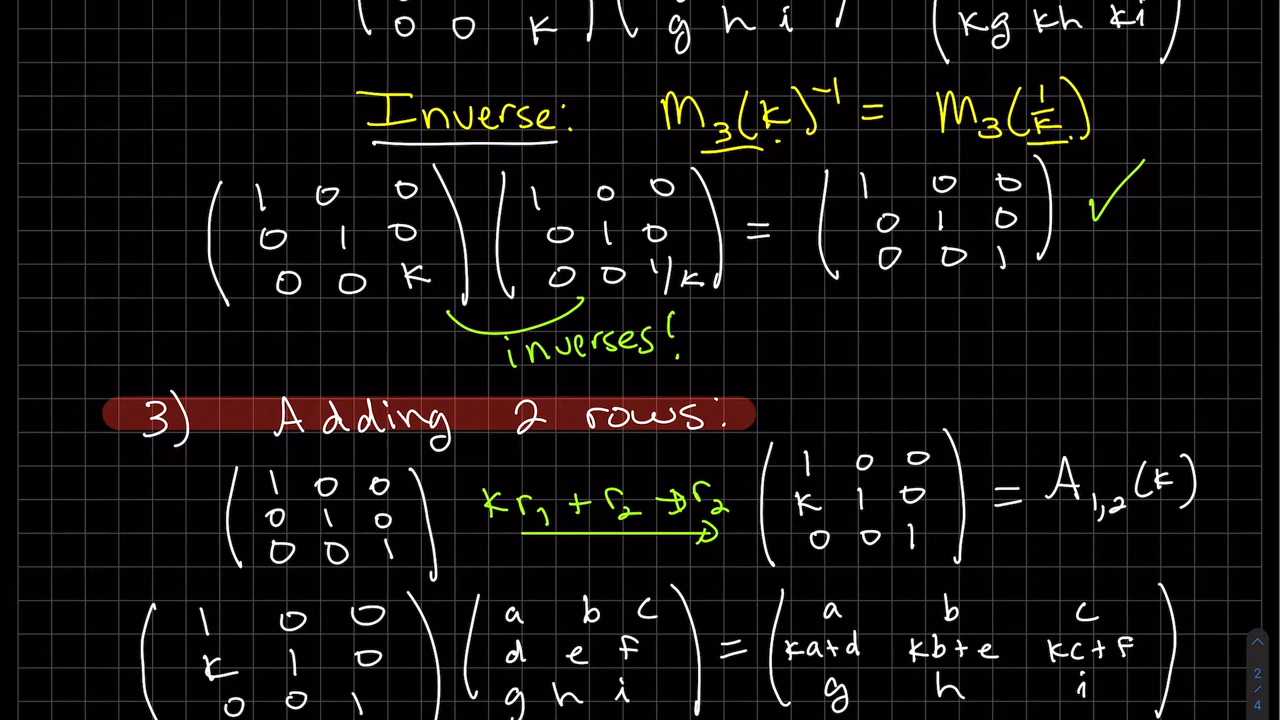 0 0 k g h i kg kh ki
Inverse: M₃(k)⁻¹ = M₃(1/k)
1 0 0 1 0 0 1 0 0
0 1 0 0 1 0 = 0 1 0 ✓
0 0 k 0 0 1/k 0 0 1
inverses!
3) Adding 2 rows:
1 0 0 1 0 0
0 1 0 kr₁ + r₂ → r₂ k 1 0 = A₁,₂(k)
0 0 1 0 0 1
1 0 0 a b c a b c
k 1 0 d e f = ka+d kb+e kc+f
0 0 1 g h i g h i
2/4